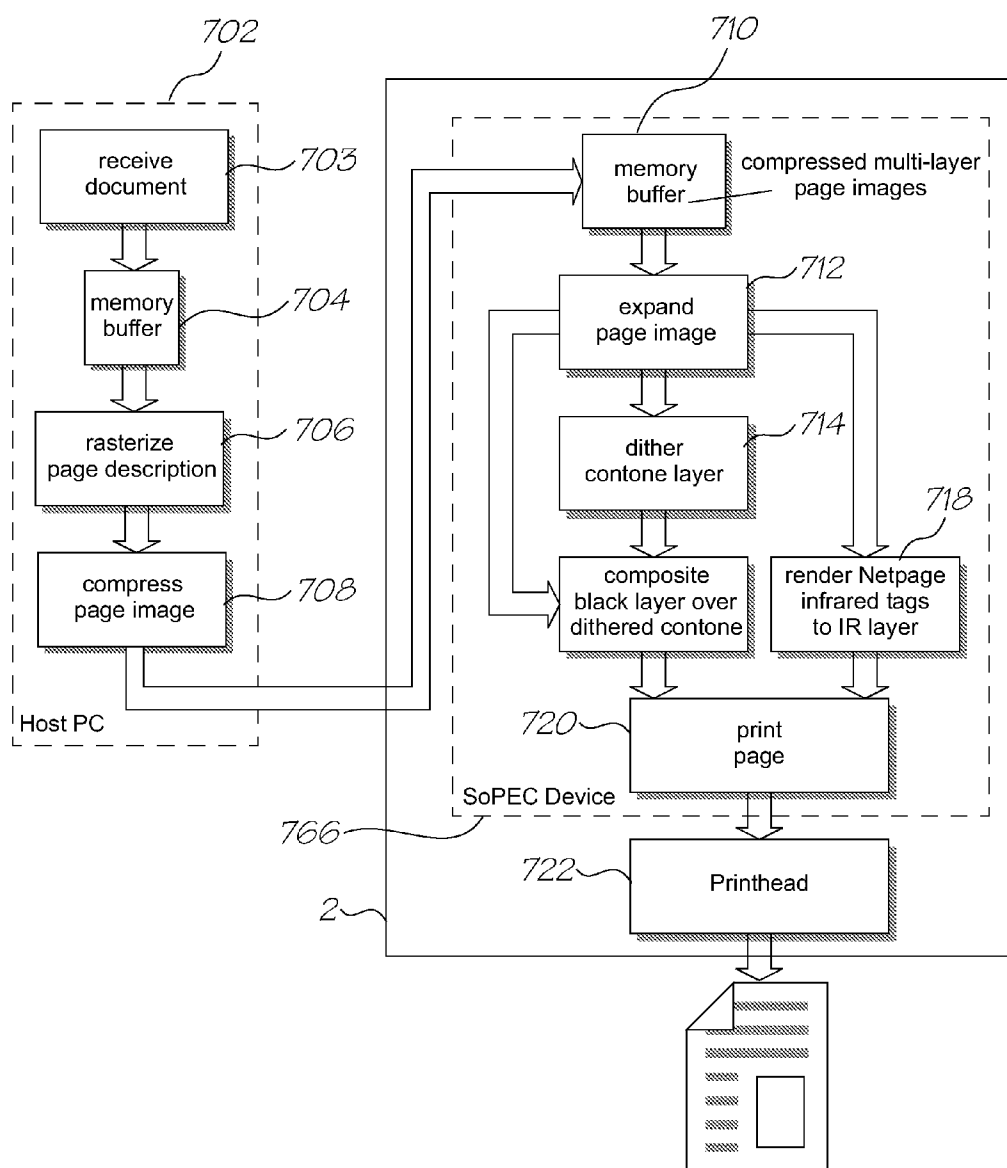 702
710
receive
document
703
memory
buffer
704
rasterize
page description
706
compress
page image
708
Host PC
memory
buffer
compressed multi-layer
page images
expand
page image
712
dither
contone layer
714
718
composite
black layer over
dithered contone
render Netpage
infrared tags
to IR layer
720
print
page
SoPEC Device
766
722
Printhead
2